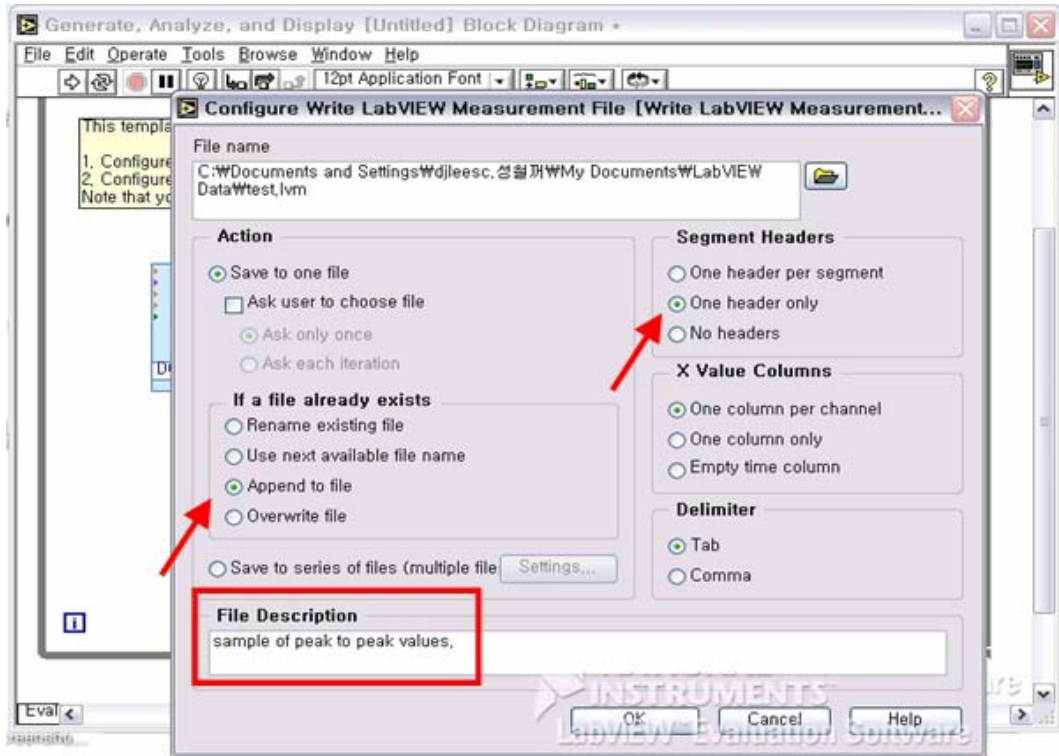 Generate, Analyze, and Display [Untitled] Block Diagram *
File Edit Operate Tools Browse Window Help
12pt Application Font
Configure Write LabVIEW Measurement File [Write LabVIEW Measurement...
This templa
1. Configure
2. Configure
Note that yo
File name
C:₩Documents and Settings₩djleesc.성철꺼₩My Documents₩LabVIEW
Data₩test.lvm
Action
Save to one file
Ask user to choose file
Ask only once
Ask each iteration
If a file already exists
Rename existing file
Use next available file name
Append to file
Overwrite file
Save to series of files (multiple file
Settings...
Segment Headers
One header per segment
One header only
No headers
X Value Columns
One column per channel
One column only
Empty time column
Delimiter
Tab
Comma
File Description
sample of peak to peak values,
INSTRUMENTS
LabVIEW Evaluation Software
OK Cancel Help
Eval